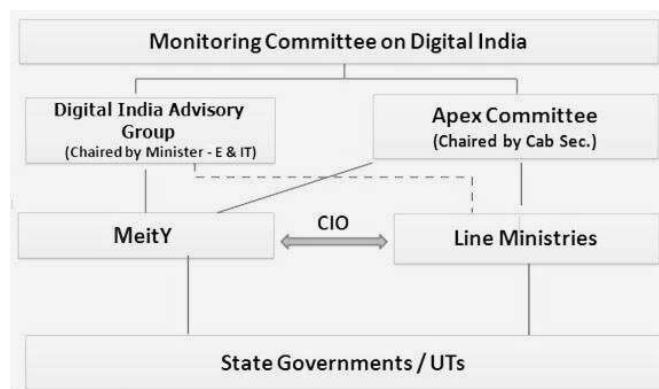 Monitoring Committee on Digital India
Digital India Advisory
Group
(Chaired by Minister - E & IT)
Apex Committee
(Chaired by Cab Sec.)
MeitY
CIO
Line Ministries
State Governments / UTs